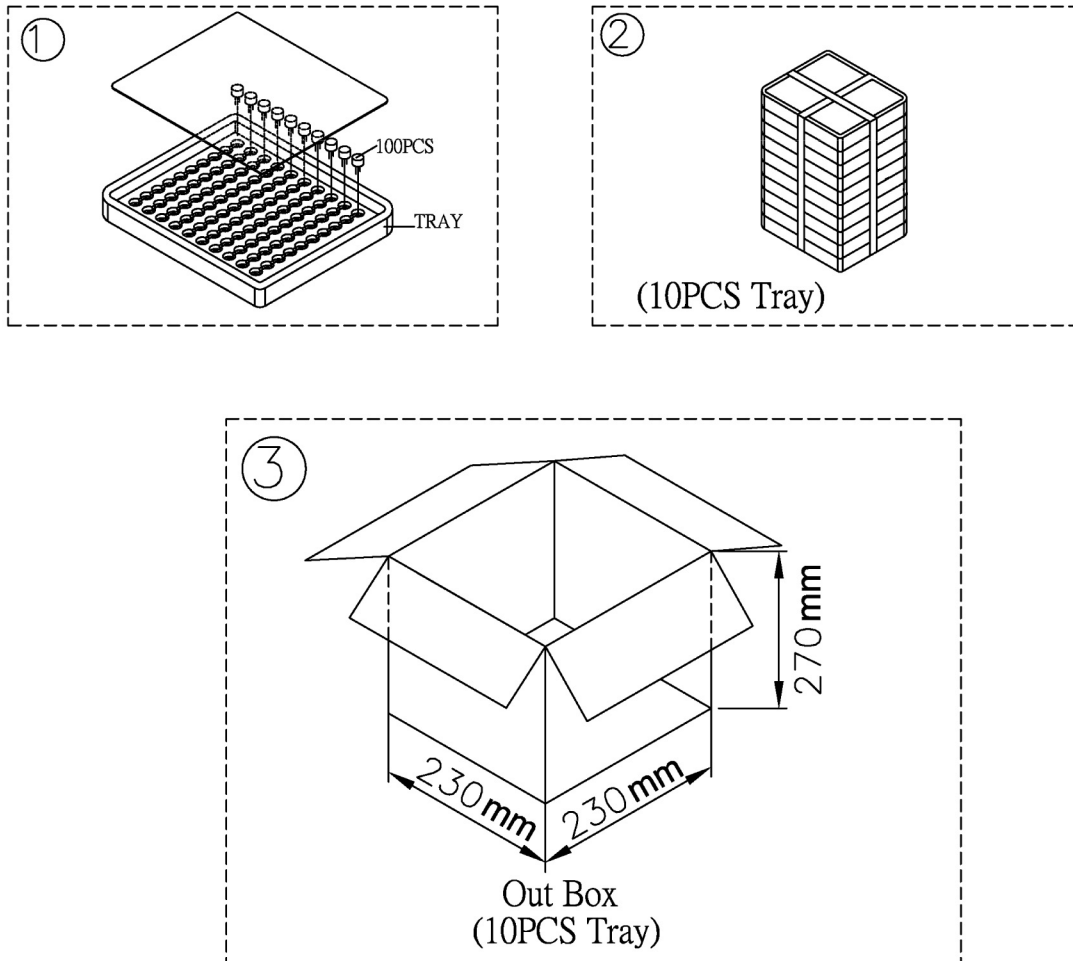 1
100PCS
TRAY
2
(10PCS Tray)
3
270mm
230mm
230mm
Out Box
(10PCS Tray)